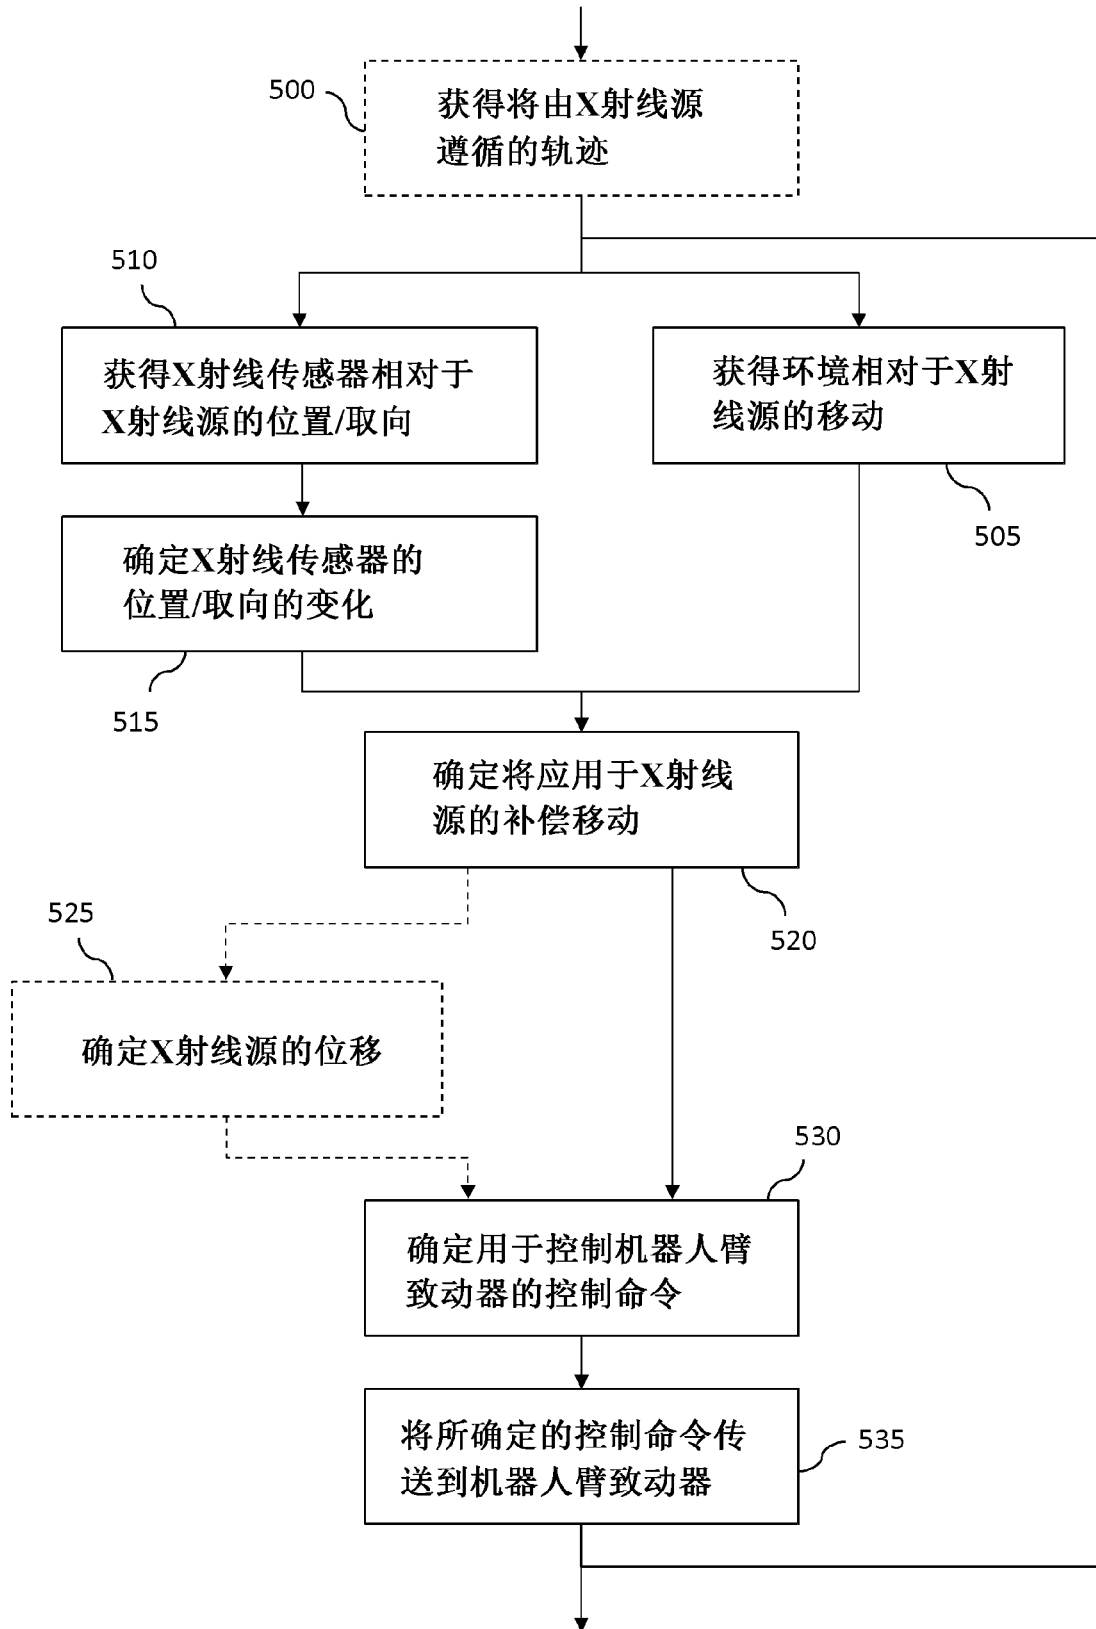 500
获得将由X射线源
遵循的轨迹
510
获得X射线传感器相对于
X射线源的位置/取向
获得环境相对于X射
线源的移动
505
确定X射线传感器的
位置/取向的变化
515
确定将应用于X射线
源的补偿移动
520
525
确定X射线源的位移
530
确定用于控制机器人臂
致动器的控制命令
将所确定的控制命令传
送到机器人臂致动器
535